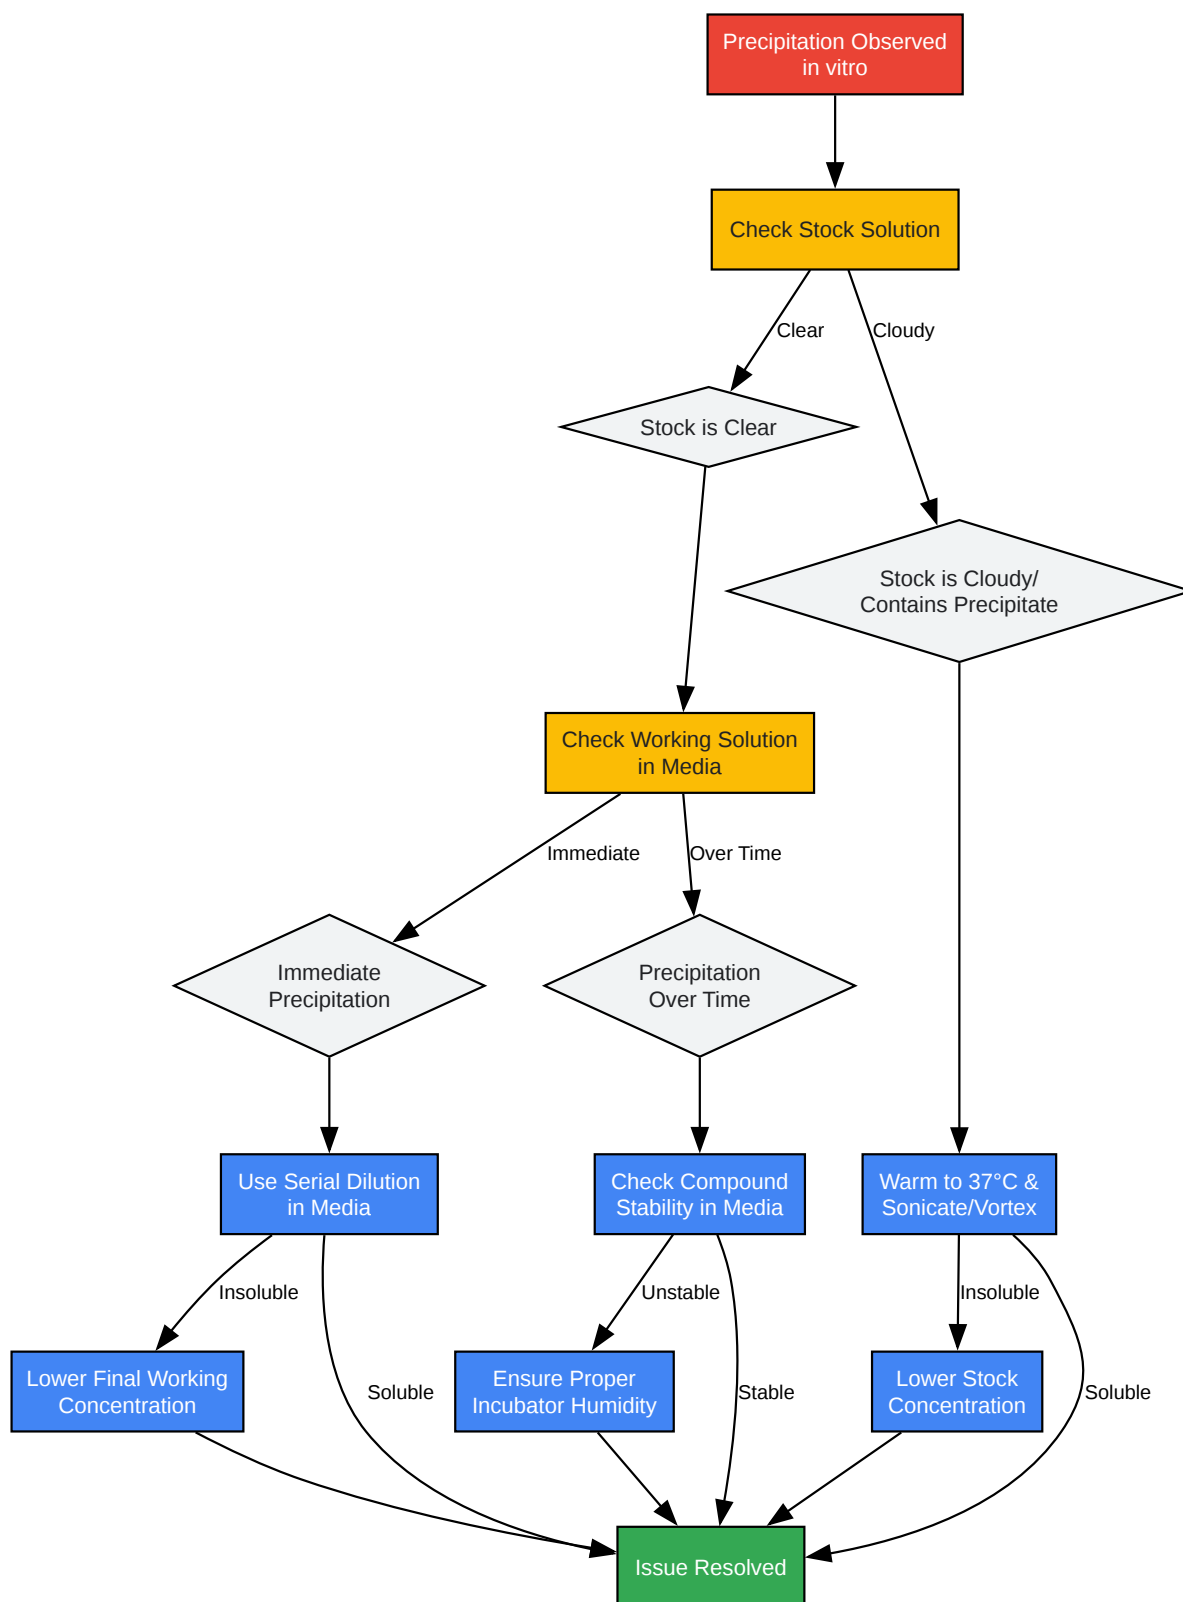 Precipitation Observed
in vitro
Check Stock Solution
Clear
Cloudy
Stock is Clear
Stock is Cloudy/
Contains Precipitate
Check Working Solution
in Media
Immediate
Over Time
Immediate
Precipitation
Precipitation
Over Time
Use Serial Dilution
in Media
Check Compound
Stability in Media
Warm to 37°C &
Sonicate/Vortex
Insoluble
Unstable
Insoluble
Lower Final Working
Concentration
Soluble
Ensure Proper
Incubator Humidity
Stable
Lower Stock
Concentration
Soluble
Issue Resolved